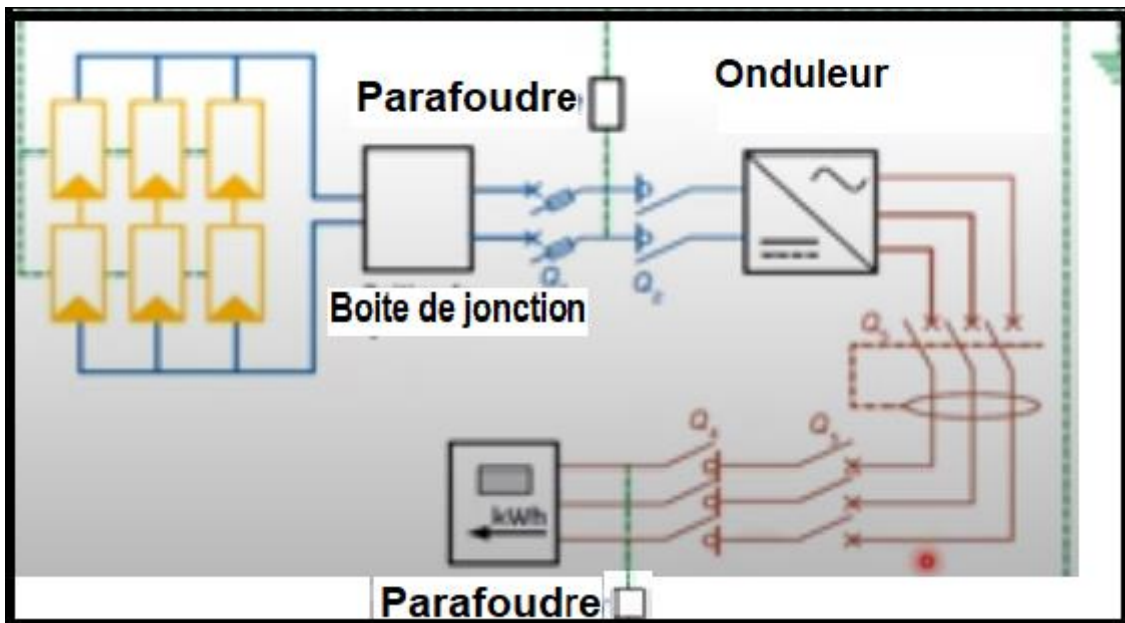 Parafoudre
Onduleur
Boite de jonction
Q
Q
Q
Q
Q
kWh
Parafoudre